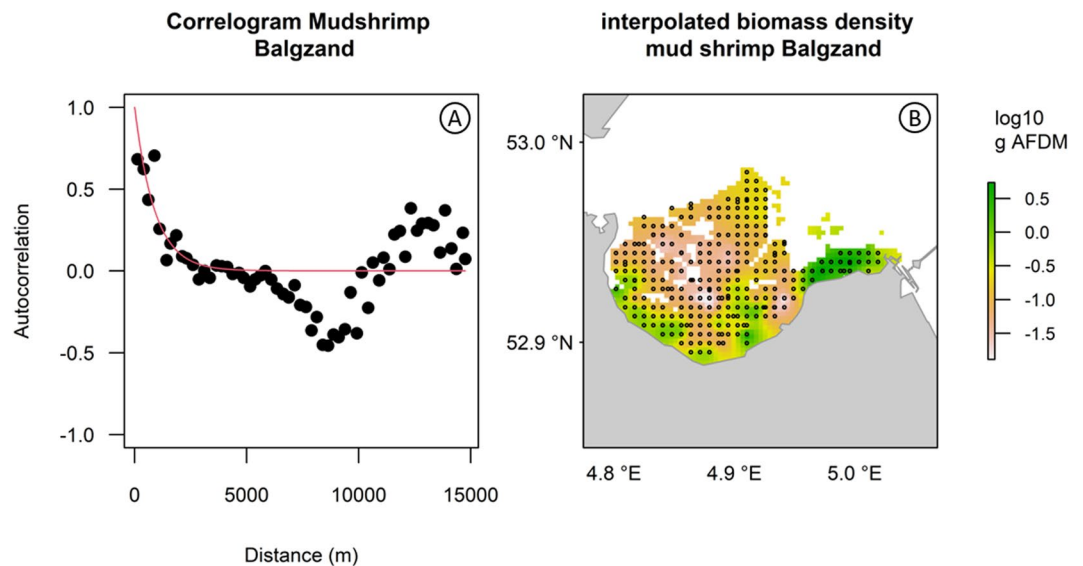 Correlogram Mudshrimp
Balgzand
interpolated biomass density
mud shrimp Balgzand
A
B
Autocorrelation
1.0
0.5
0.0
-0.5
-1.0
0
5000
10000
15000
Distance (m)
53.0 °N
52.9 °N
4.8 °E
4.9 °E
5.0 °E
log10
g AFDM
0.5
0.0
-0.5
-1.0
-1.5